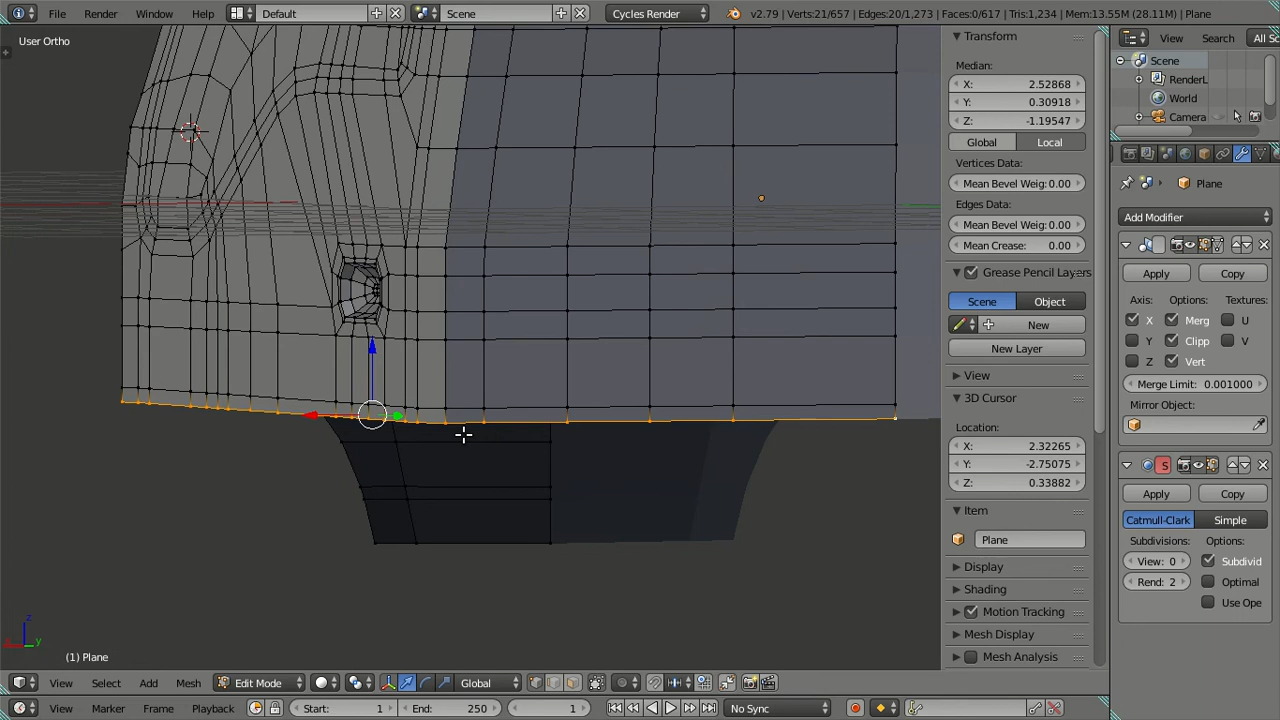 File Render Window Help Default Scene Cycles Render v2.79 | Verts:21/657 | Edges:20/1,273 | Faces:0/617 | Tris:1,234 | Mem:13.55M (28.11M) | Plane
User Ortho
Transform
Median:
X: 2.52868
Y: 0.30918
Z: -1.19547
Global Local
Vertices Data:
Mean Bevel Weig: 0.00
Edges Data:
Mean Bevel Weig: 0.00
Mean Crease: 0.00
Grease Pencil Layers
Scene Object
New
New Layer
View
3D Cursor
Location:
X: 2.32265
Y: -2.75075
Z: 0.33882
Item
Plane
Display
Shading
Motion Tracking
Mesh Display
Mesh Analysis
View Search All Sc
Scene
RenderL
World
Camera
Plane
Add Modifier
Apply Copy
Axis: Options: Textures:
X Merg U
Y Clipp V
Z Vert
Merge Limit: 0.001000
Mirror Object:
S
Apply Copy
Catmull-Clark Simple
Subdivisions: Options:
View: 0 Subdivid
Rend: 2 Optimal
Use Ope
z
x y
(1) Plane
View Select Add Mesh Edit Mode Global
View Marker Frame Playback Start: 1 End: 250 1 No Sync